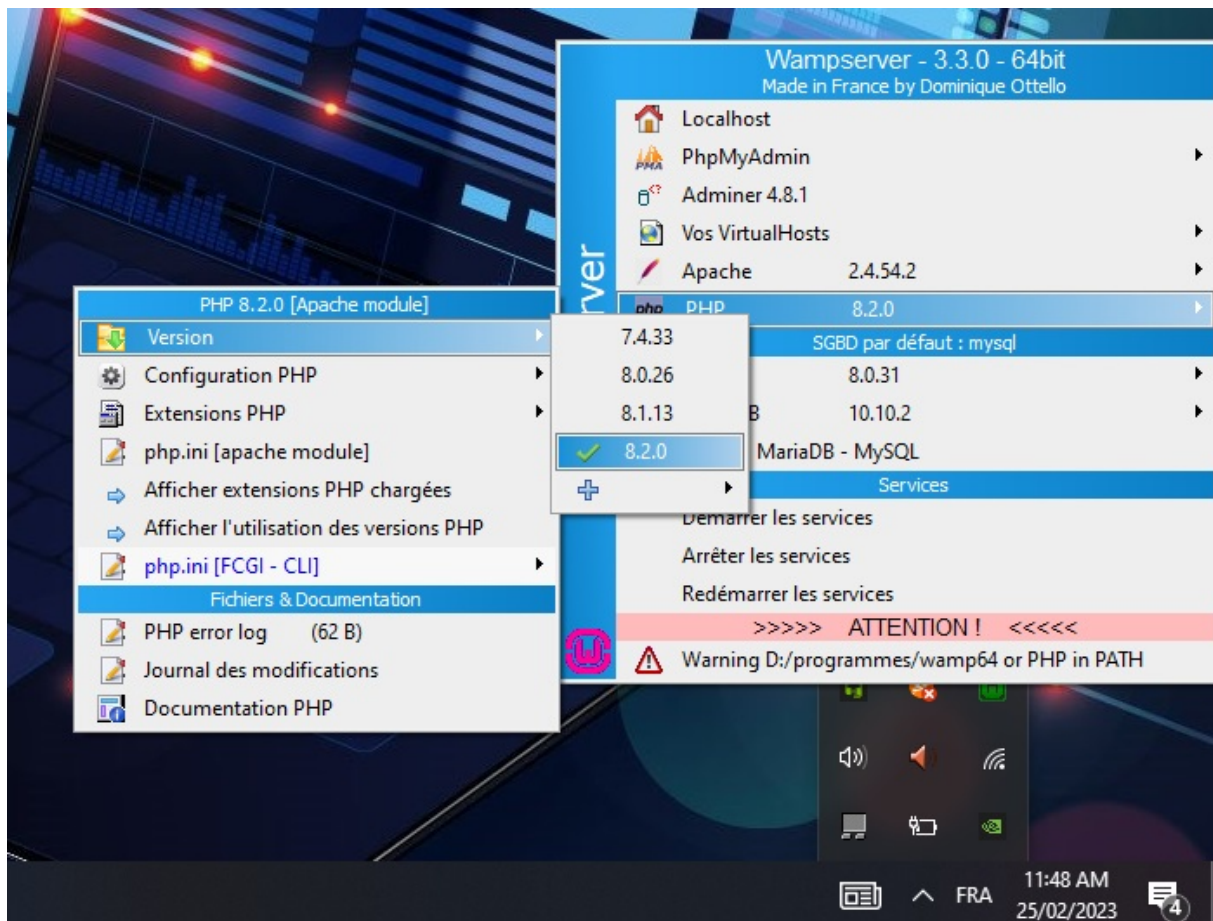 Wampserver - 3.3.0 - 64bit
Made in France by Dominique Ottello
Localhost
PhpMyAdmin
Adminer 4.8.1
Vos VirtualHosts
Apache 2.4.54.2
PHP 8.2.0
SGBD par défaut : mysql
8.0.31
B 10.10.2
MariaDB - MySQL
Services
Démarrer les services
Arrêter les services
Redémarrer les services
>>>>> ATTENTION ! <<<<<
Warning D:/programmes/wamp64 or PHP in PATH
rver
PHP 8.2.0 [Apache module]
Version
Configuration PHP
Extensions PHP
php.ini [apache module]
Afficher extensions PHP chargées
Afficher l'utilisation des versions PHP
php.ini [FCGI - CLI]
Fichiers & Documentation
PHP error log (62 B)
Journal des modifications
Documentation PHP
7.4.33
8.0.26
8.1.13
8.2.0
FRA
11:48 AM
25/02/2023
4